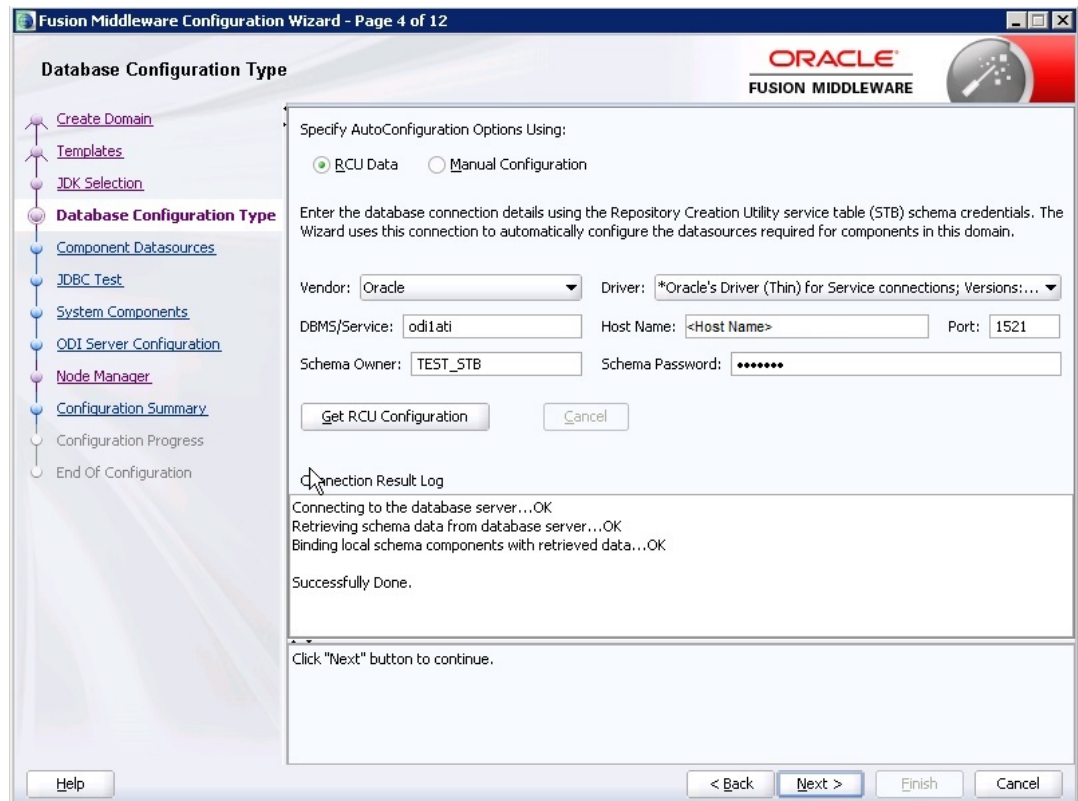 Fusion Middleware Configuration Wizard - Page 4 of 12
Database Configuration Type
ORACLE
FUSION MIDDLEWARE
Create Domain
Templates
JDK Selection
Database Configuration Type
Component Datasources
JDBC Test
System Components
ODI Server Configuration
Node Manager
Configuration Summary
Configuration Progress
End Of Configuration
Specify AutoConfiguration Options Using:
RCU Data Manual Configuration
Enter the database connection details using the Repository Creation Utility service table (STB) schema credentials. The
Wizard uses this connection to automatically configure the datasources required for components in this domain.
Vendor: Oracle Driver: *Oracle's Driver (Thin) for Service connections; Versions:...
DBMS/Service: odi1ati Host Name: <Host Name> Port: 1521
Schema Owner: TEST_STB Schema Password: •••••••
Get RCU Configuration Cancel
Connection Result Log
Connecting to the database server...OK
Retrieving schema data from database server...OK
Binding local schema components with retrieved data...OK
Successfully Done.
Click "Next" button to continue.
Help < Back Next > Finish Cancel